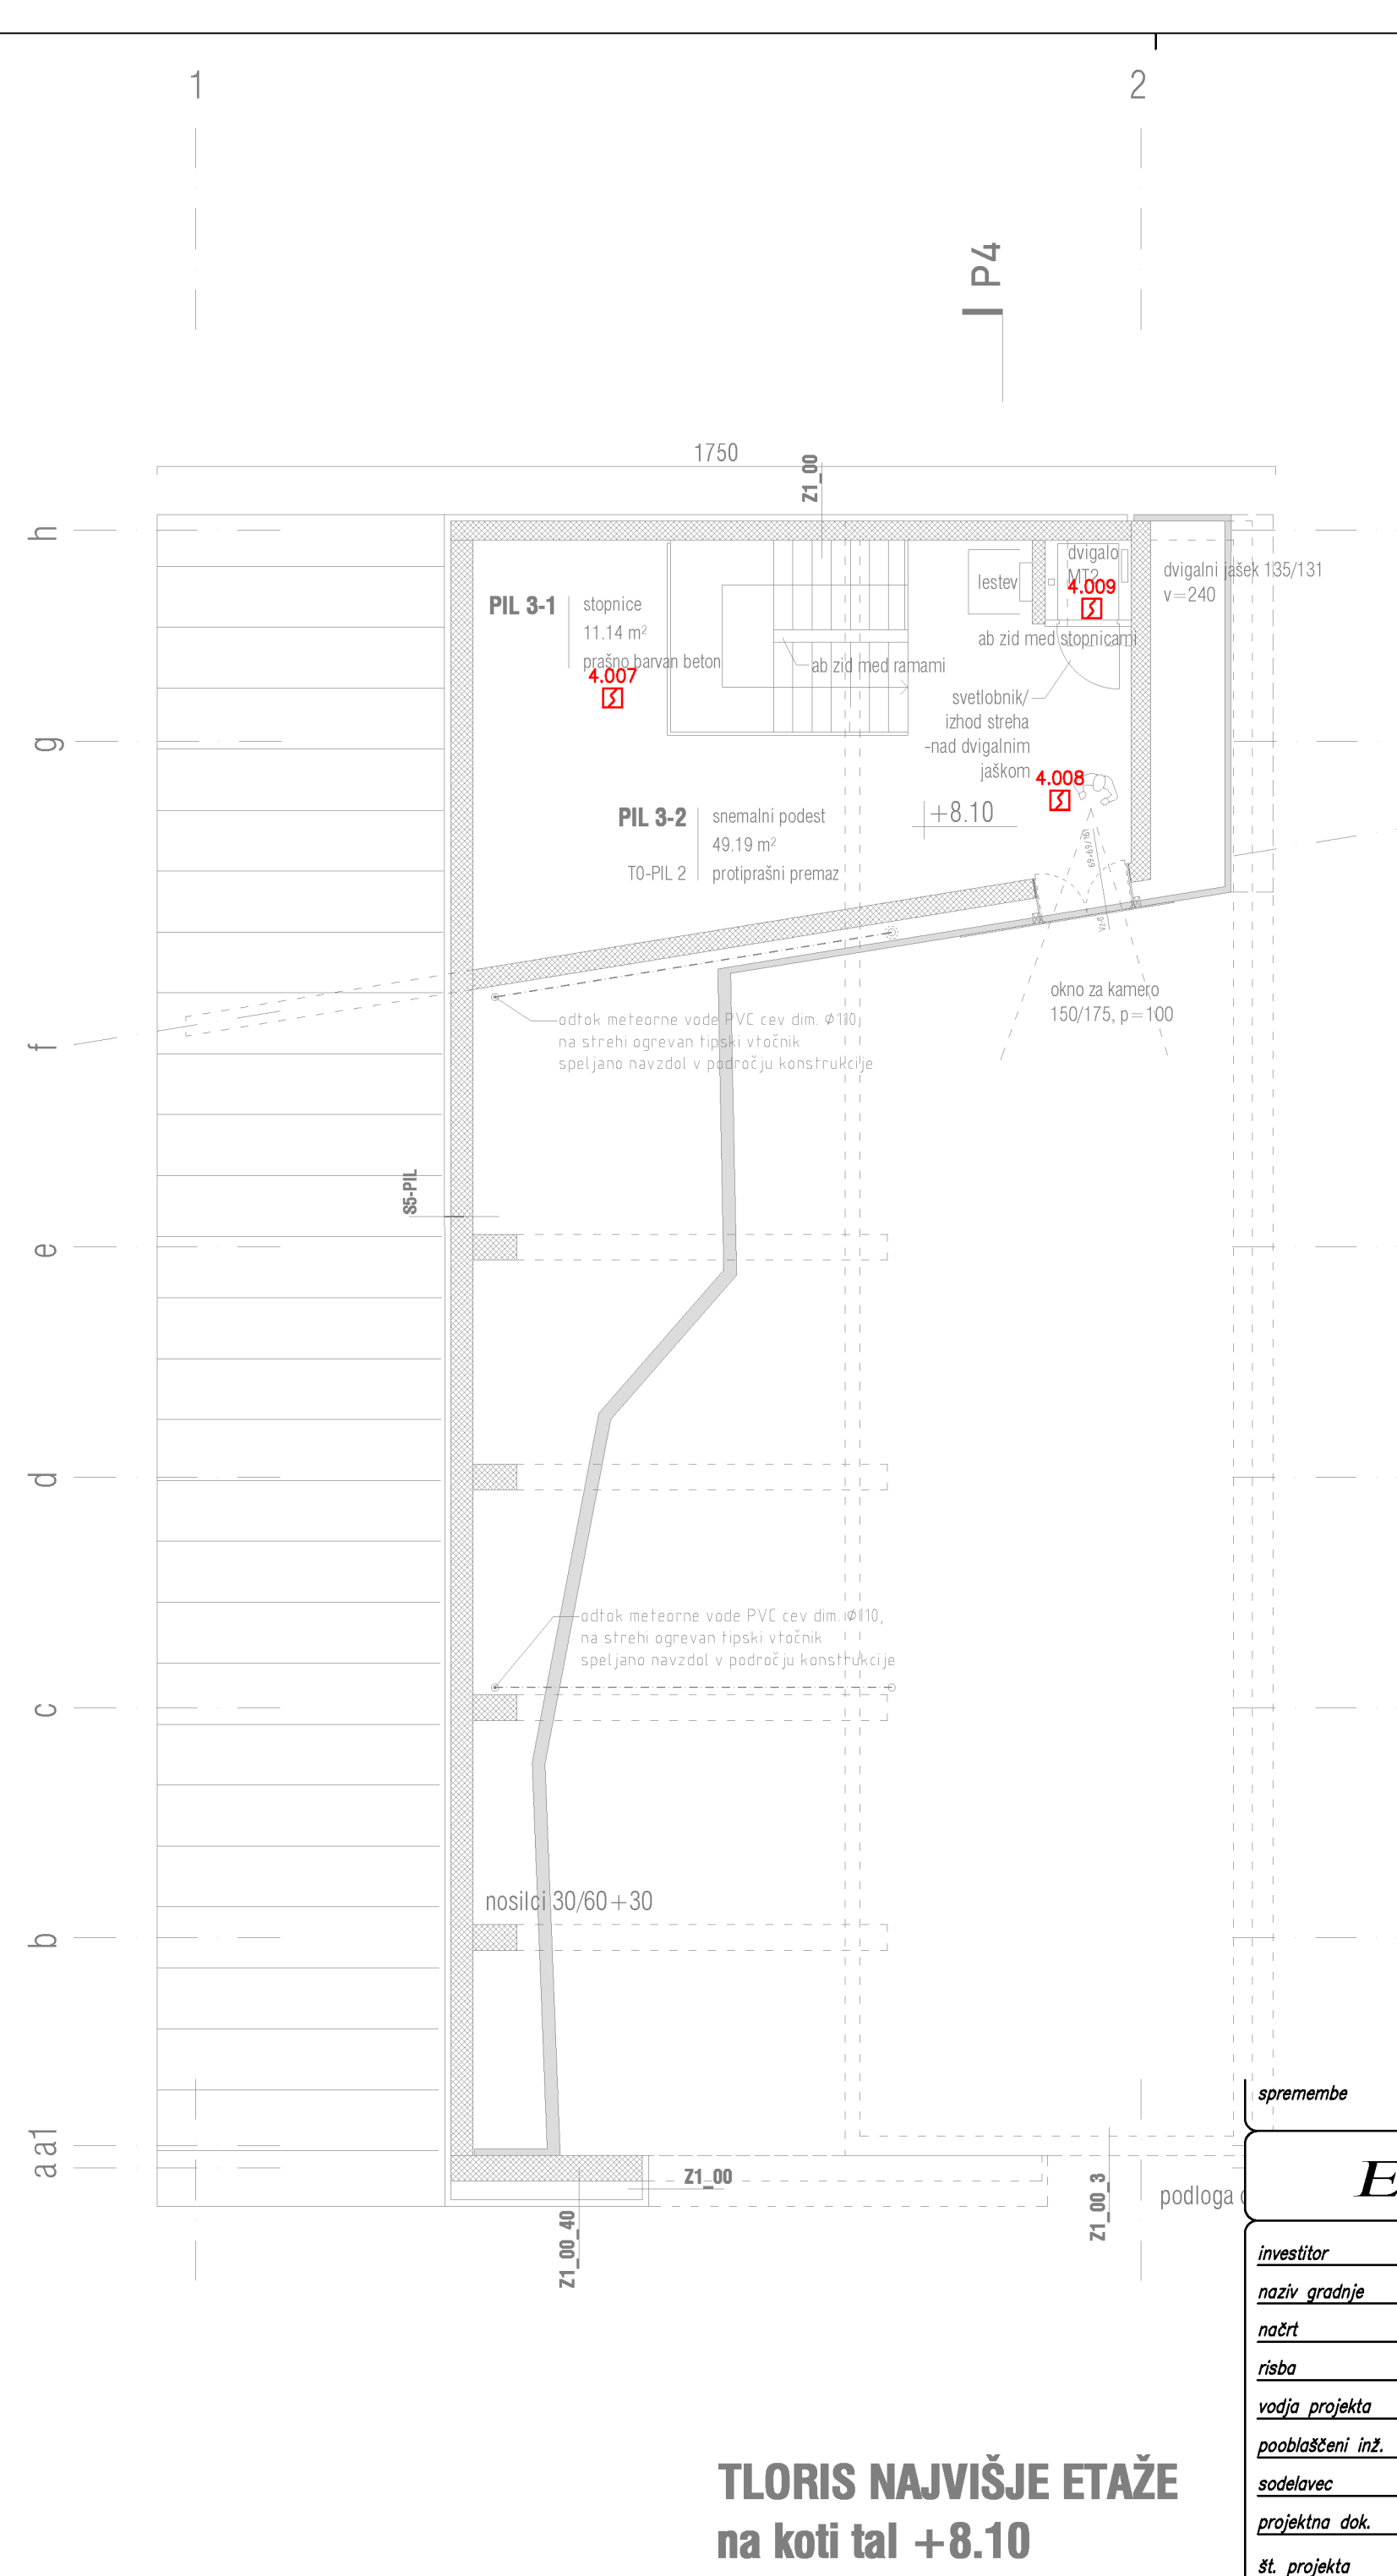 1
2
P4
1750
Z1_00
h
dvigalo
MT2
4.009
lestev
dvigalni jašek 135/131
v=240
PIL 3-1
stopnice
11.14 m²
prašno barvan beton
4.007
ab zid med stopnicami
ab zid med ramami
svetlobnik/
izhod streha
-nad dvigalnim
jaškom
g
4.008
+8.10
PIL 3-2
snemalni podest
49.19 m²
T0-PIL 2
protiprašni premaz
okno za kamero
150/175, p=100
f
odtok meteorne vode PVC cev dim. Ø110,
na strehi ogrevan tipski vtočnik
speljano navzdol v področju konstrukcije
S5-PIL
e
d
odtok meteorne vode PVC cev dim. Ø110,
na strehi ogrevan tipski vtočnik
speljano navzdol v področju konstrukcije
c
nosilci 30/60+30
b
a1
a
Z1_00
Z1_00_40
Z1_00_3
podloga
spremembe
E
investitor
naziv gradnje
načrt
risba
vodja projekta
pooblaščeni inž.
sodelavec
projektna dok.
št. projekta
TLORIS NAJVIŠJE ETAŽE
na koti tal +8.10